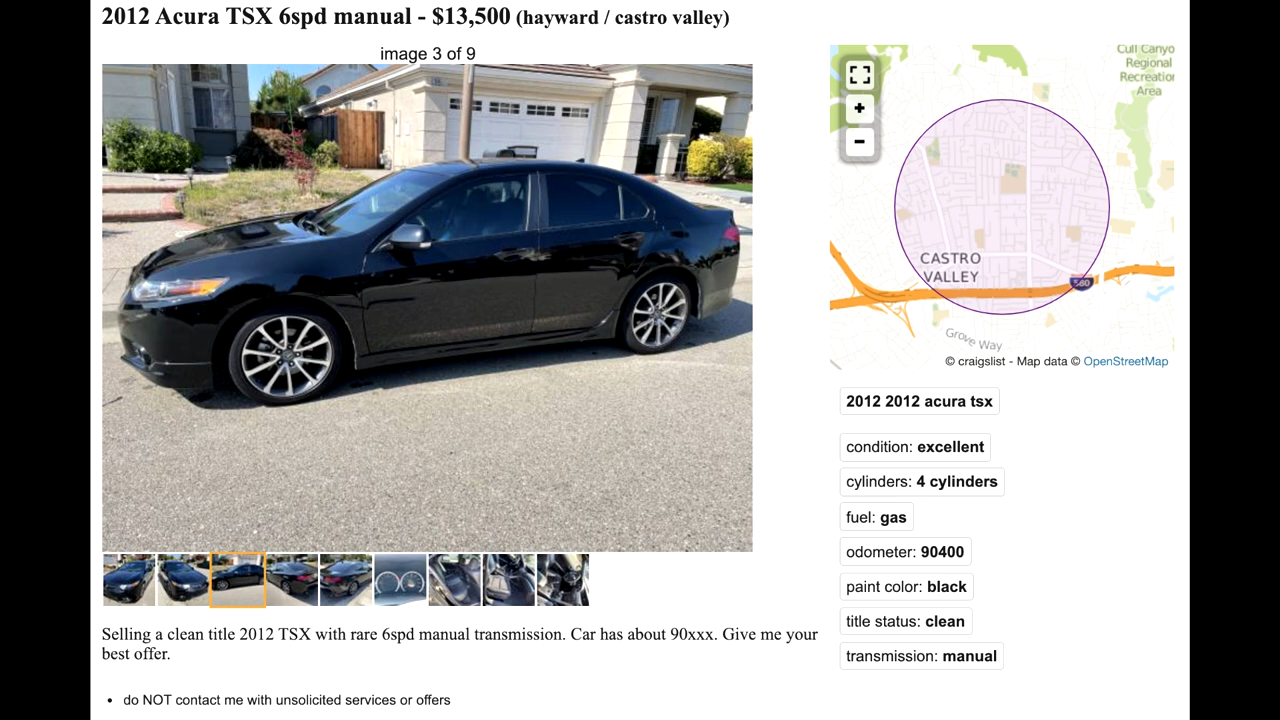 2012 Acura TSX 6spd manual - $13,500 (hayward / castro valley)
image 3 of 9
Cull Canyo
Regional
Recreation
Area
+
−
CASTRO
VALLEY
580
Grove Way
© craigslist - Map data © OpenStreetMap
2012 2012 acura tsx
condition: excellent
cylinders: 4 cylinders
fuel: gas
odometer: 90400
paint color: black
title status: clean
transmission: manual
Selling a clean title 2012 TSX with rare 6spd manual transmission. Car has about 90xxx. Give me your
best offer.
• do NOT contact me with unsolicited services or offers